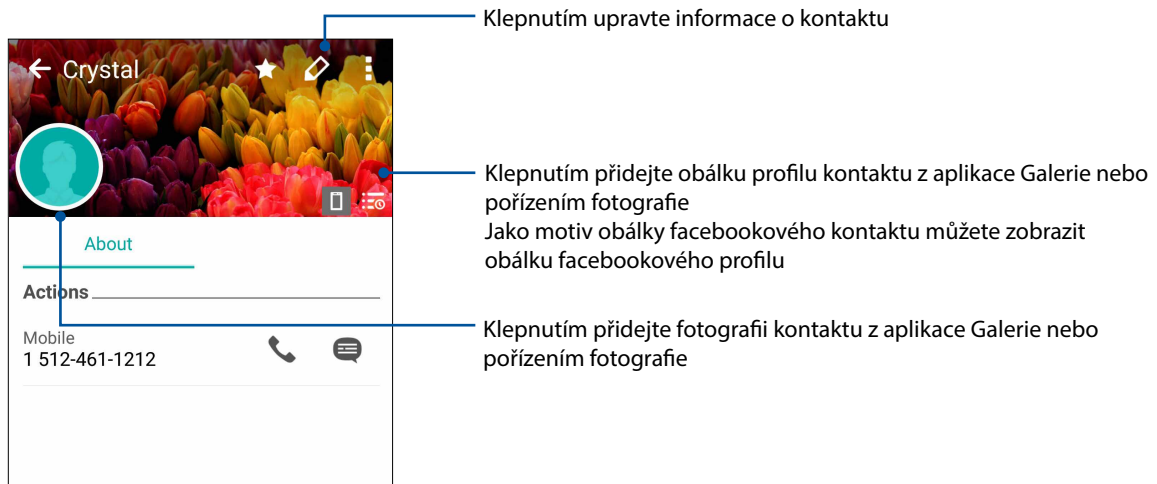 Klepnutím upravte informace o kontaktu
Crystal
Klepnutím přidejte obálku profilu kontaktu z aplikace Galerie nebo
pořízením fotografie
Jako motiv obálky facebookového kontaktu můžete zobrazit
obálku facebookového profilu
About
Actions
Klepnutím přidejte fotografii kontaktu z aplikace Galerie nebo
pořízením fotografie
Mobile
1 512-461-1212